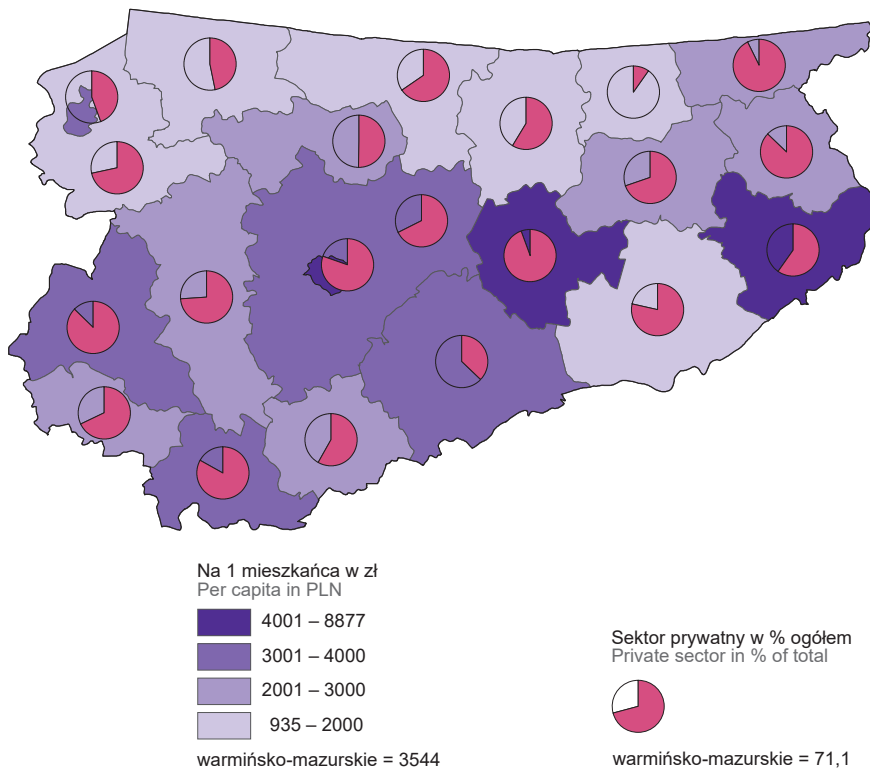 Na 1 mieszkańca w zł
Per capita in PLN
4001 – 8877
3001 – 4000
2001 – 3000
935 – 2000
warmińsko-mazurskie = 3544
Sektor prywatny w % ogółem
Private sector in % of total
warmińsko-mazurskie = 71,1